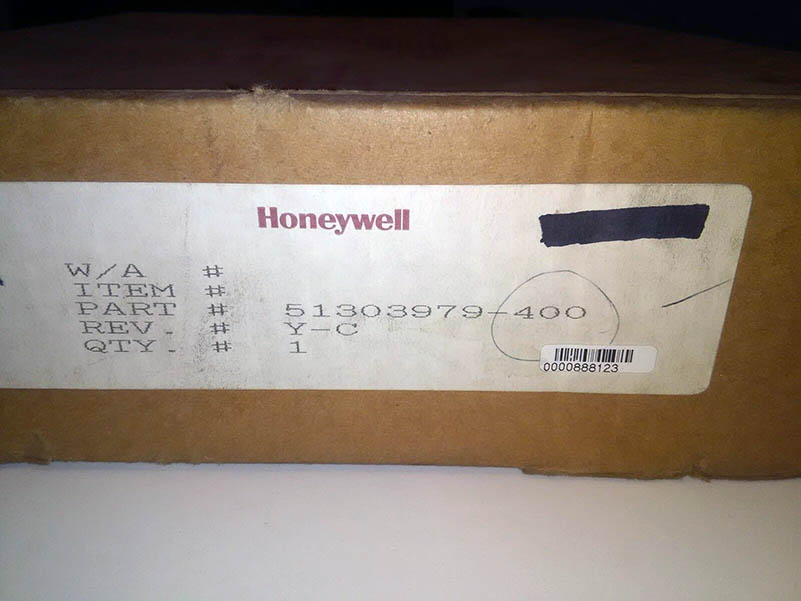 Honeywell
W/A #
ITEM #
PART # 51303979-400
REV. # Y-C
QTY. # 1
0000888123